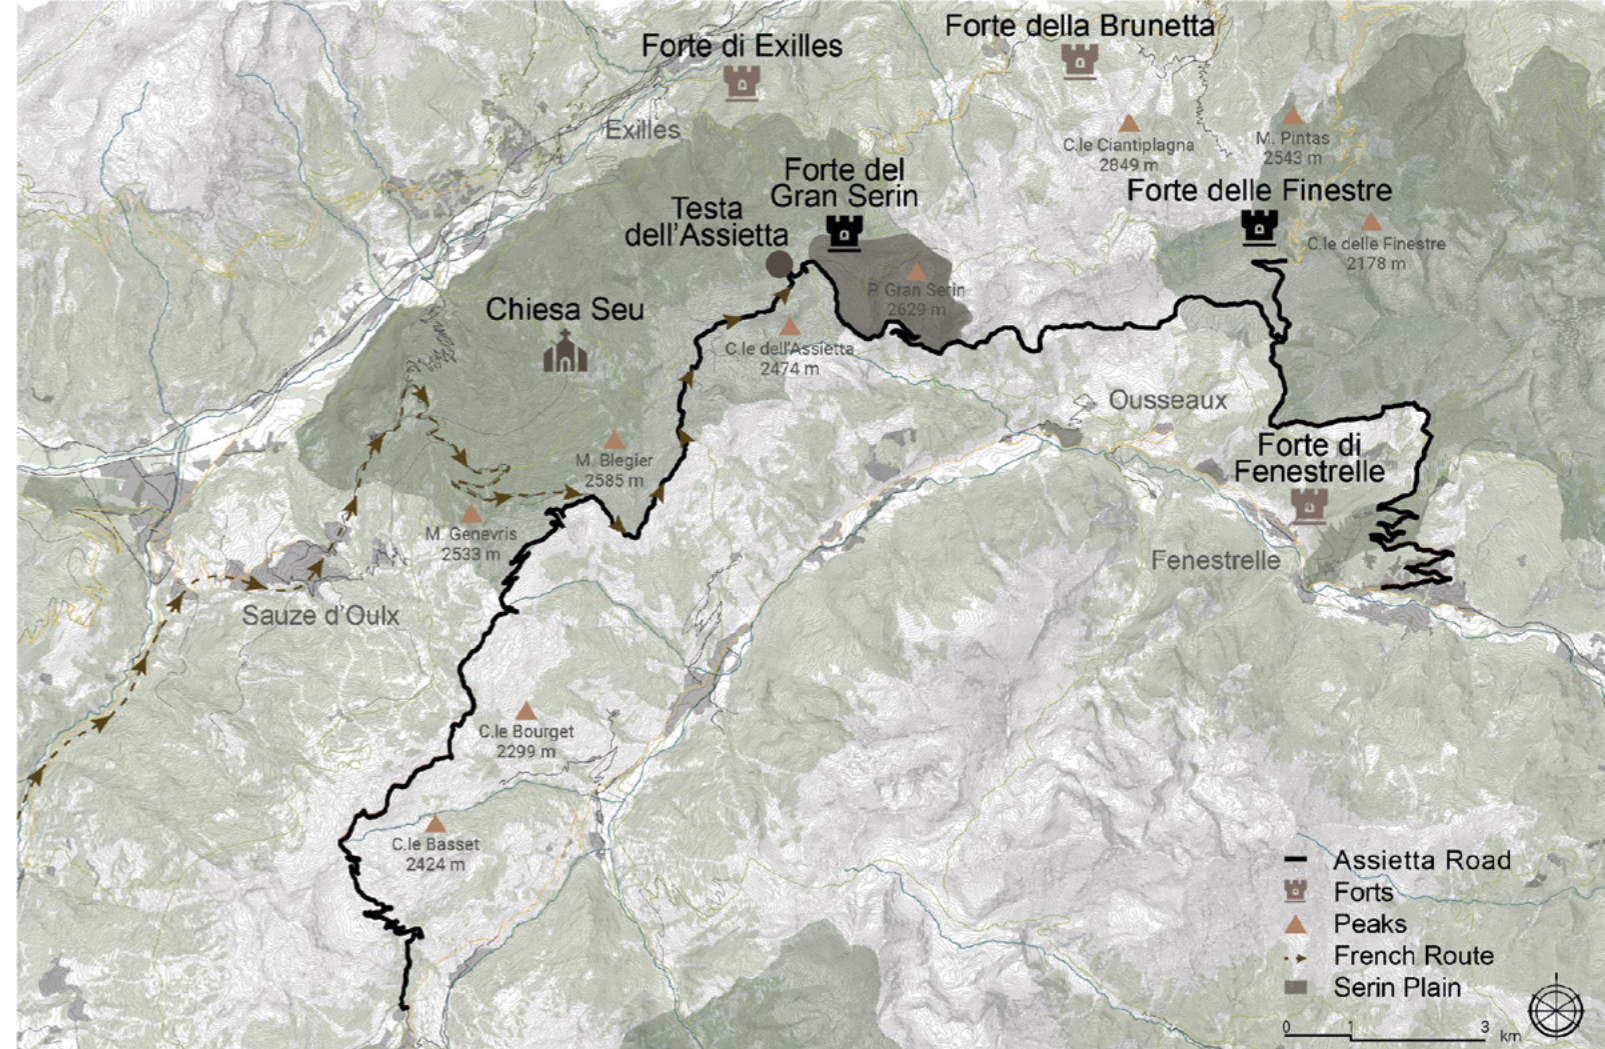 Forte della Brunetta
Forte di Exilles
Exilles
C.le Ciantiplagna
2849 m
M. Pintas
2543 m
Forte del
Gran Serin
Forte delle Finestre
Testa
dell'Assietta
C.le delle Finestre
2178 m
P. Gran Serin
2629 m
Chiesa Seu
C.le dell'Assietta
2474 m
Ousseaux
M. Blegier
2585 m
Forte di
Fenestrelle
M. Genevris
2533 m
Fenestrelle
Sauze d'Oulx
C.le Bourget
2299 m
C.le Basset
2424 m
Assietta Road
Forts
Peaks
French Route
Serin Plain
0 1 3 km